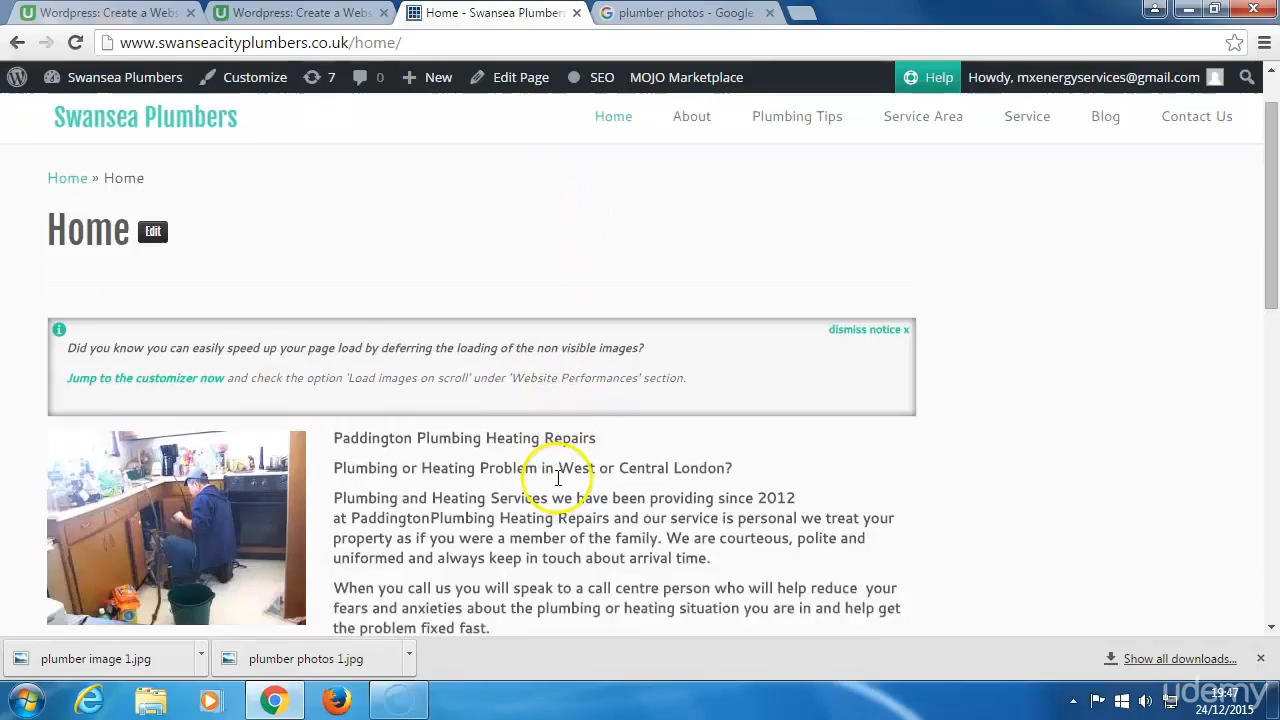 Wordpress: Create a Webs
Wordpress: Create a Webs
Home - Swansea Plumbers
plumber photos - Google
www.swanseacityplumbers.co.uk/home/
Swansea Plumbers Customize 7 0 New Edit Page SEO MOJO Marketplace Help Howdy, mxenergyservices@gmail.com
Swansea Plumbers Home About Plumbing Tips Service Area Service Blog Contact Us
Home » Home
Home Edit
dismiss notice x
Did you know you can easily speed up your page load by deferring the loading of the non visible images?
Jump to the customizer now and check the option 'Load images on scroll' under 'Website Performances' section.
Paddington Plumbing Heating Repairs
Plumbing or Heating Problem in West or Central London?
Plumbing and Heating Services we have been providing since 2012
at PaddingtonPlumbing Heating Repairs and our service is personal we treat your
property as if you were a member of the family. We are courteous, polite and
uniformed and always keep in touch about arrival time.
When you call us you will speak to a call centre person who will help reduce your
fears and anxieties about the plumbing or heating situation you are in and help get
the problem fixed fast.
plumber image 1.jpg
plumber photos 1.jpg
Show all downloads...
udemy
19:47
24/12/2015